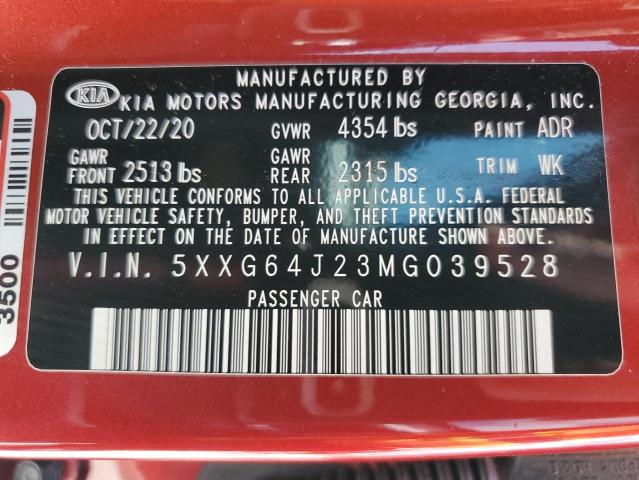 MANUFACTURED BY
KIA KIA MOTORS MANUFACTURING GEORGIA, INC.
OCT/22/20 GVWR 4354 lbs PAINT ADR
GAWR FRONT 2513 lbs GAWR REAR 2315 lbs TRIM WK
THIS VEHICLE CONFORMS TO ALL APPLICABLE U.S.A. FEDERAL
MOTOR VEHICLE SAFETY, BUMPER, AND THEFT PREVENTION STANDARDS
IN EFFECT ON THE DATE OF MANUFACTURE SHOWN ABOVE.
V.I.N. 5XXG64J23MG039528
PASSENGER CAR
3500